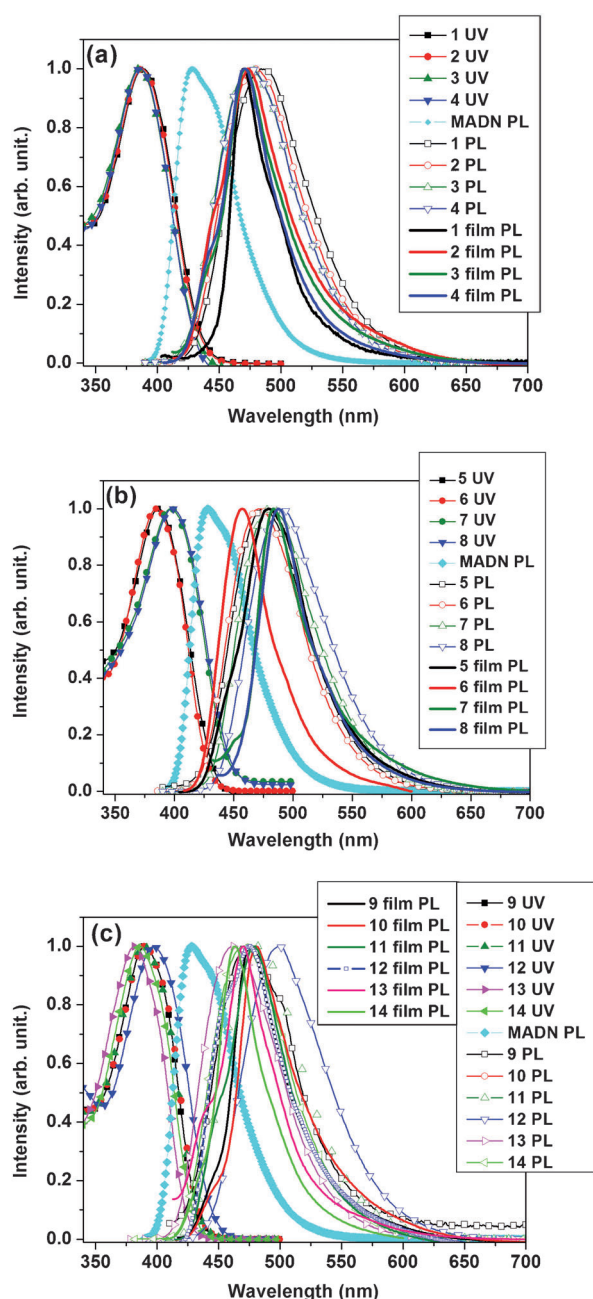 (a)
1 UV
2 UV
3 UV
4 UV
MADN PL
1 PL
2 PL
3 PL
4 PL
1 film PL
2 film PL
3 film PL
4 film PL
Intensity (arb. unit.)
1.0
0.8
0.6
0.4
0.2
0.0
350 400 450 500 550 600 650 700
Wavelength (nm)
(b)
5 UV
6 UV
7 UV
8 UV
MADN PL
5 PL
6 PL
7 PL
8 PL
5 film PL
6 film PL
7 film PL
8 film PL
Intensity (arb. unit.)
1.0
0.8
0.6
0.4
0.2
0.0
350 400 450 500 550 600 650 700
Wavelength (nm)
(c)
9 film PL
10 film PL
11 film PL
12 film PL
13 film PL
14 film PL
9 UV
10 UV
11 UV
12 UV
13 UV
14 UV
MADN PL
9 PL
10 PL
11 PL
12 PL
13 PL
14 PL
Intensity (arb. unit.)
1.0
0.8
0.6
0.4
0.2
0.0
350 400 450 500 550 600 650 700
Wavelength (nm)